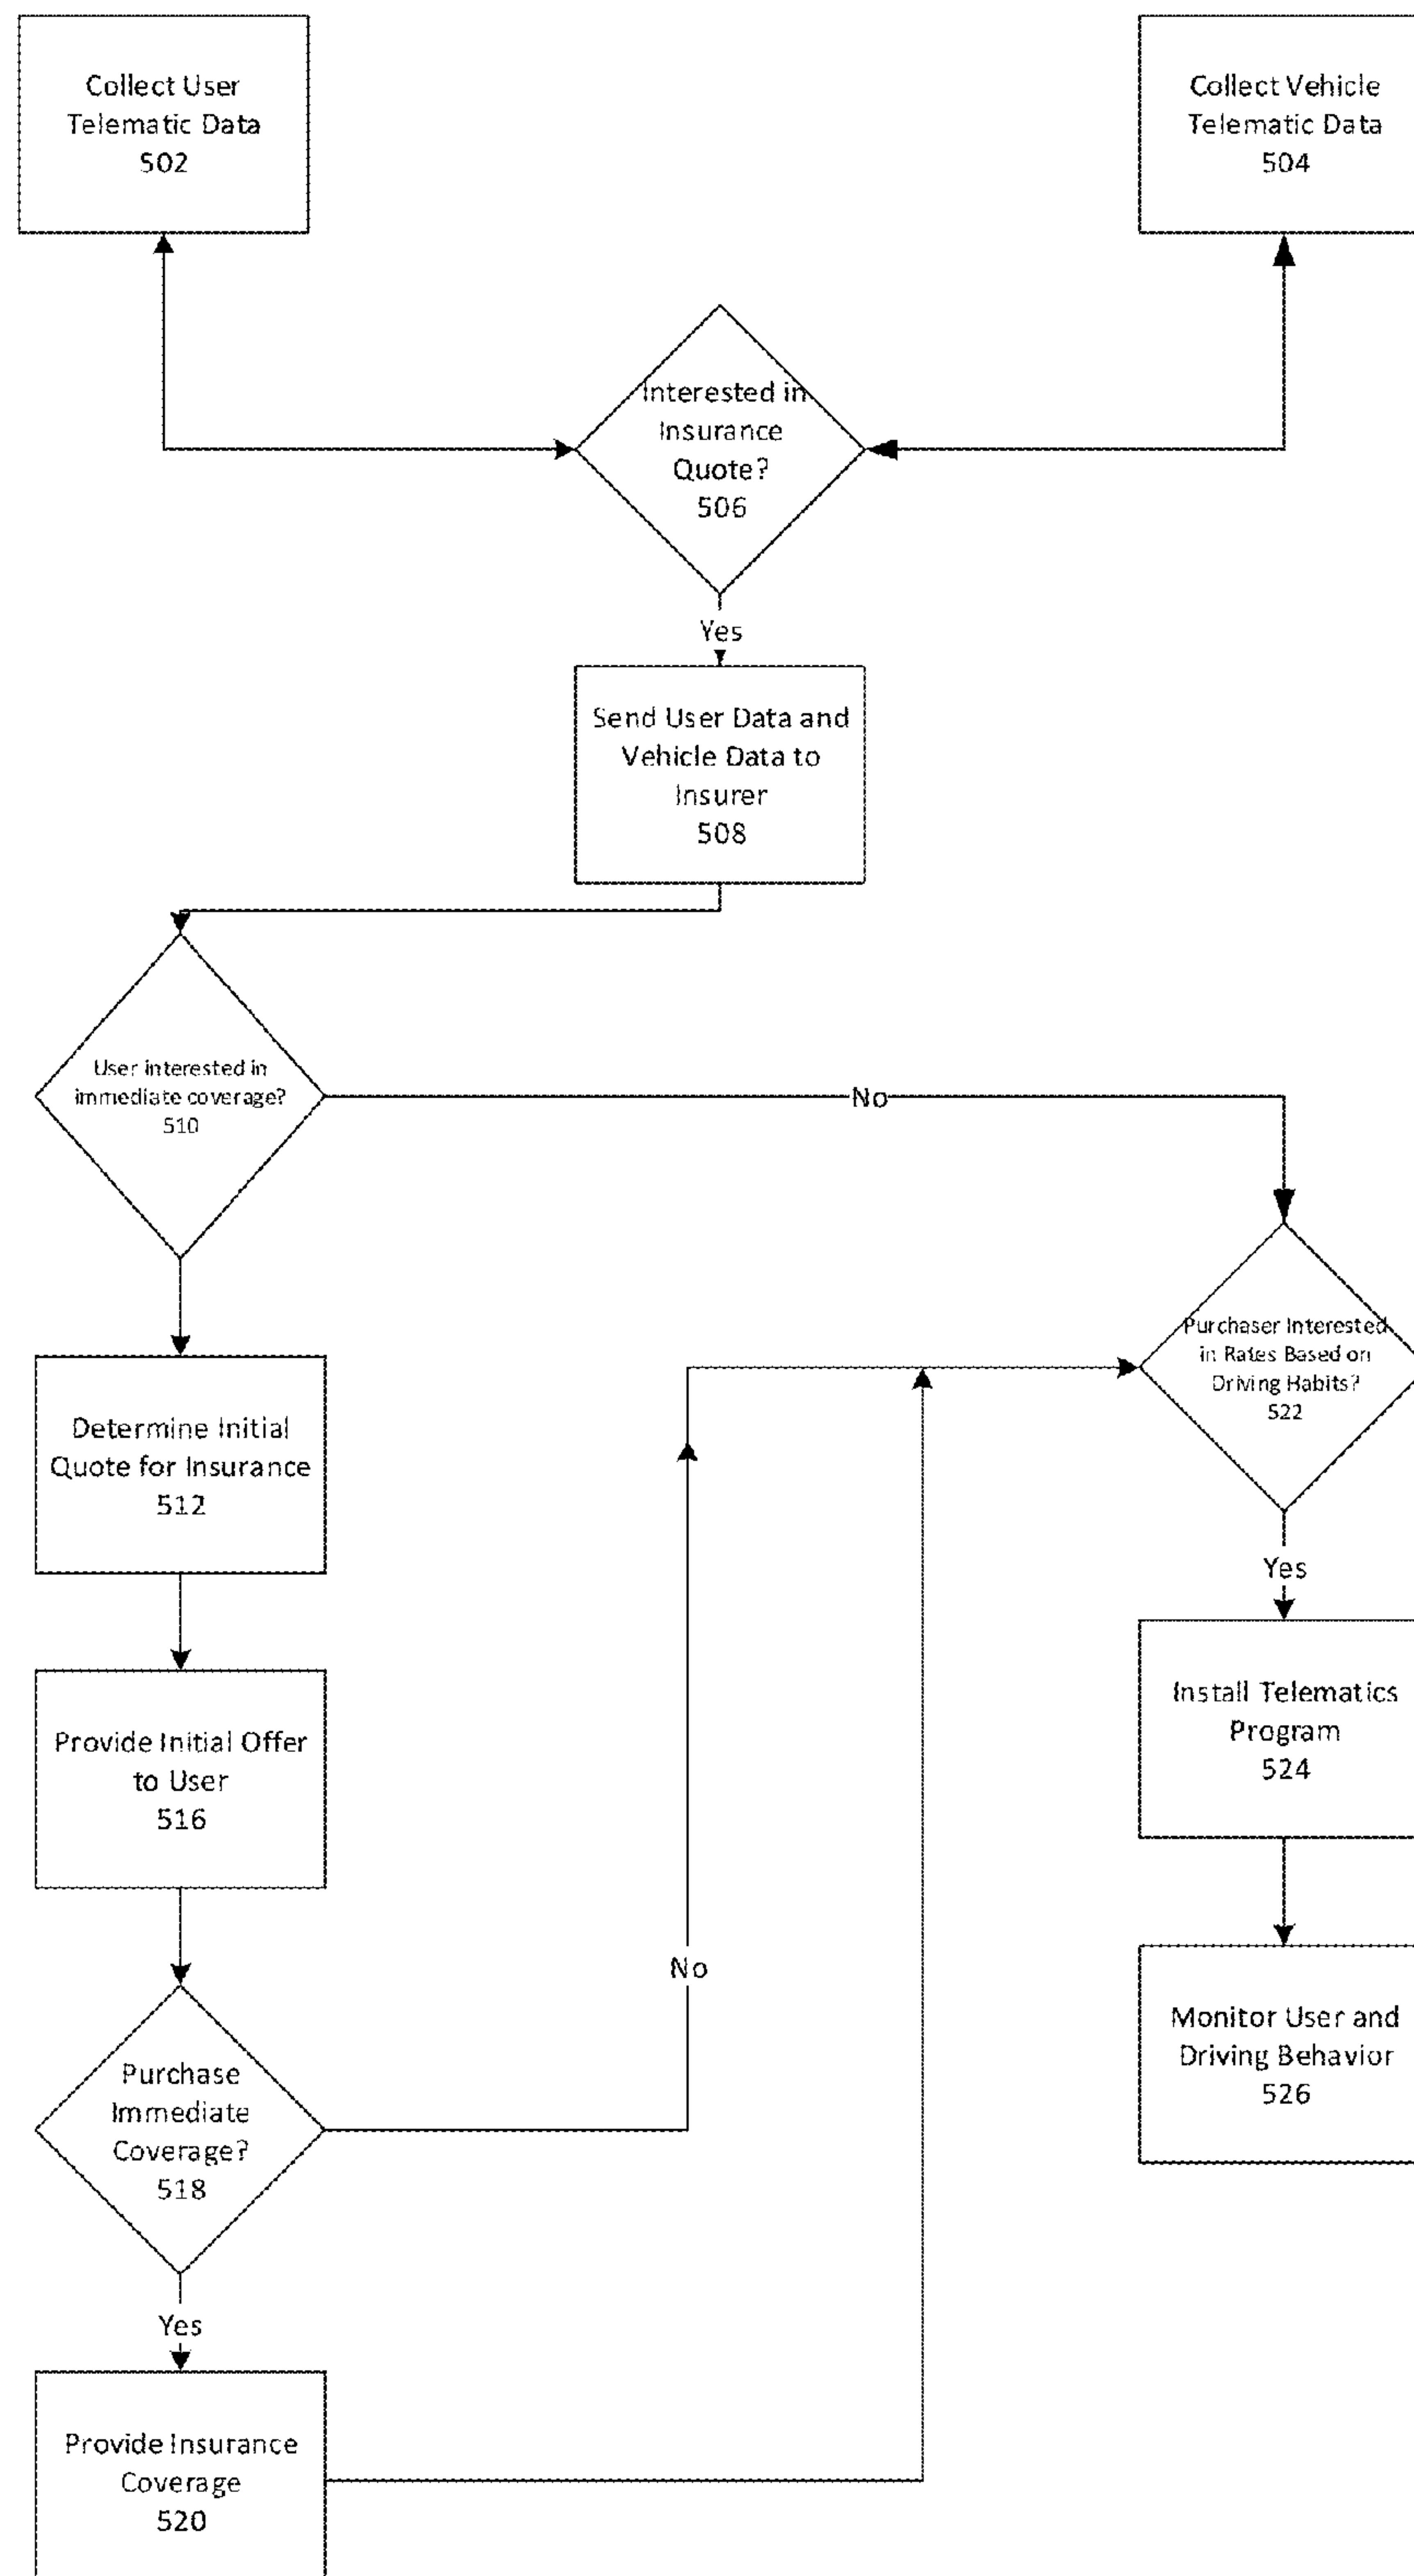 Collect User
Telematic Data
502
Collect Vehicle
Telematic Data
504
Interested in
Insurance
Quote?
506
Yes
Send User Data and
Vehicle Data to
Insurer
508
User interested in
immediate coverage?
510
No
Purchaser Interested
in Rates Based on
Driving Habits?
522
Determine Initial
Quote for Insurance
512
Yes
Install Telematics
Program
524
Provide Initial Offer
to User
516
No
Monitor User and
Driving Behavior
526
Purchase
Immediate
Coverage?
518
Yes
Provide Insurance
Coverage
520